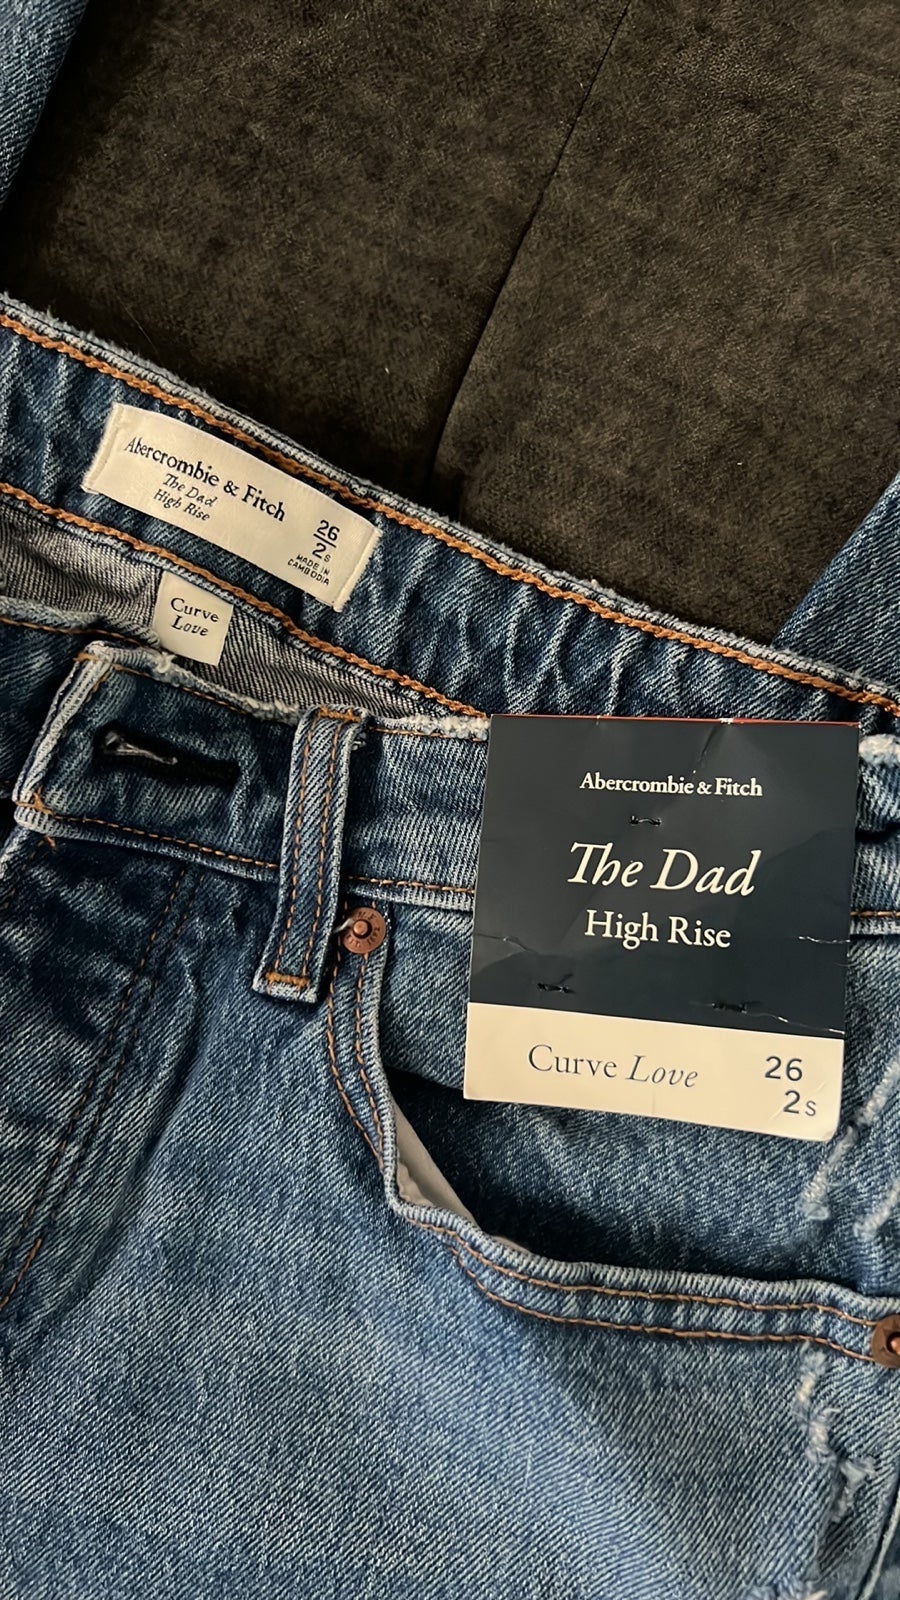 Abercrombie & Fitch
The Dad
High Rise
26
2s
MADE IN
CAMBODIA
Curve
Love
Abercrombie & Fitch
The Dad
High Rise
Curve Love
26
2s